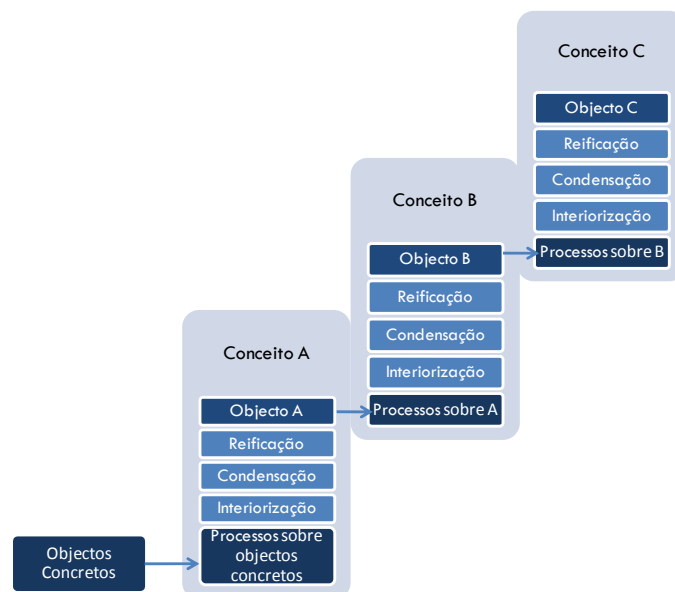 Conceito C
Objecto C
Reificação
Condensação
Interiorização
Processos sobre B
Conceito B
Objecto B
Reificação
Condensação
Interiorização
Processos sobre A
Conceito A
Objecto A
Reificação
Condensação
Interiorização
Processos sobre
objectos
concretos
Objectos
Concretos